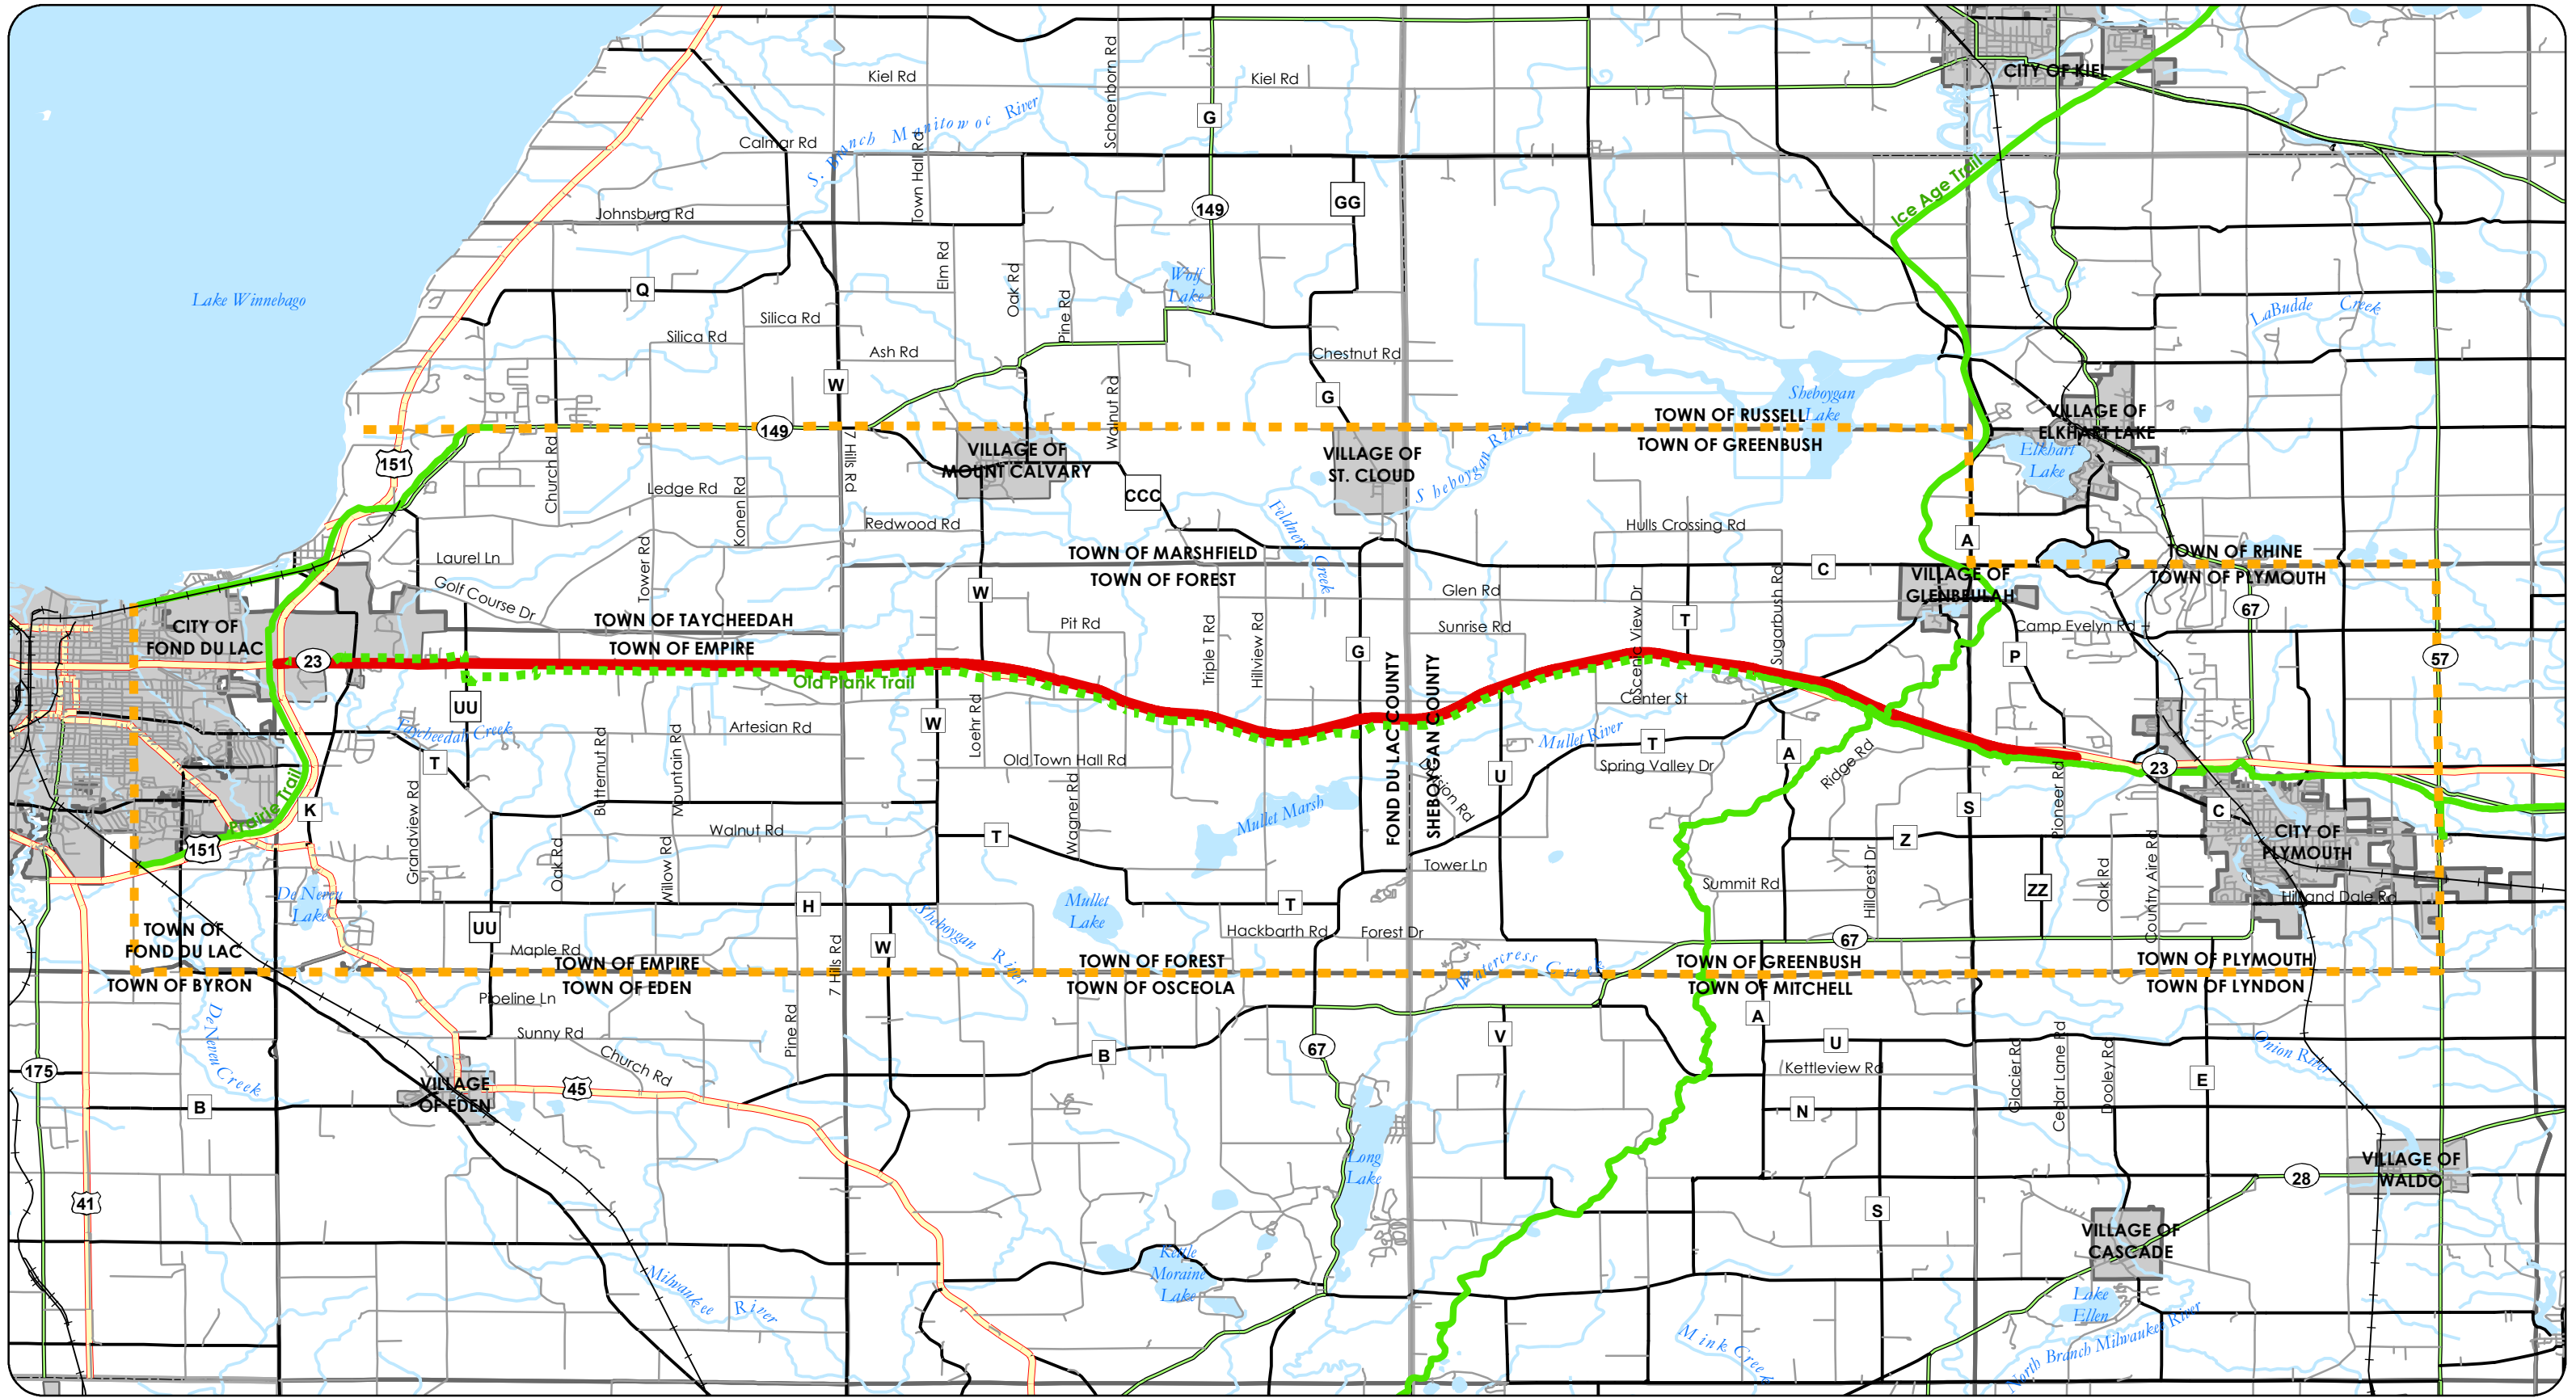 CITY OF KIEL
Kiel Rd
Kiel Rd
Schoenborn Rd
S. Branch Manitowoc River
G
Calmar Rd
Town Hall Rd
Ice Age Trail
149
GG
Johnsburg Rd
Elm Rd
Oak Rd
Pine Rd
Wolf
Lake
Lake Winnebago
Q
LaBudde Creek
Silica Rd
Silica Rd
Ash Rd
Chestnut Rd
W
Walnut Rd
G
Sheboygan
Lake
TOWN OF RUSSELL
TOWN OF GREENBUSH
VILLAGE OF
ELKHART LAKE
Elkhart
Lake
149
151
Church Rd
7 Hills Rd
VILLAGE OF
MOUNT CALVARY
VILLAGE OF
ST. CLOUD
Sheboygan River
Ledge Rd
Konen Rd
CCC
Redwood Rd
Feldners Creek
Hulls Crossing Rd
A
Laurel Ln
Tower Rd
TOWN OF MARSHFIELD
TOWN OF FOREST
TOWN OF RHINE
TOWN OF PLYMOUTH
C
VILLAGE OF
GLENBEULAH
Golf Course Dr
W
Glen Rd
Scenic View Dr
Sugarbush Rd
T
67
CITY OF
FOND DU LAC
TOWN OF TAYCHEEDAH
TOWN OF EMPIRE
Pit Rd
Triple T Rd
Hillview Rd
Sunrise Rd
Camp Evelyn Rd
G
P
57
23
Old Plank Trail
UU
W
Loehr Rd
FOND DU LAC COUNTY
SHEBOYGAN COUNTY
Center St
Taycheedah Creek
Artesian Rd
Butternut Rd
Mountain Rd
Mullet River
T
T
Old Town Hall Rd
Division Rd
U
Spring Valley Dr
A
Ridge Rd
23
Pioneer Rd
Prairie Trail
K
Grandview Rd
Wagner Rd
Mullet Marsh
S
C
Walnut Rd
T
Z
CITY OF
PLYMOUTH
151
Oak Rd
Willow Rd
Tower Ln
Summit Rd
Hillcrest Dr
ZZ
Oak Rd
Country Aire Rd
Hill and Dale Rd
De Neveu
Lake
H
Mullet
Lake
T
UU
TOWN OF
FOND DU LAC
TOWN OF BYRON
Maple Rd
7 Hills Rd
W
Sheboygan River
Hackbarth Rd
Forest Dr
67
TOWN OF EMPIRE
TOWN OF EDEN
TOWN OF FOREST
TOWN OF OSCEOLA
Watercress Creek
TOWN OF GREENBUSH
TOWN OF MITCHELL
TOWN OF PLYMOUTH
TOWN OF LYNDON
Pipeline Ln
DeNeveu Creek
Sunny Rd
Pine Rd
Church Rd
B
67
V
A
U
Kettleview Rd
Glacier Rd
Cedar Lane Rd
Dooley Rd
E
Onion River
175
VILLAGE
OF EDEN
45
B
N
Long
Lake
VILLAGE OF
WALDO
28
41
S
VILLAGE OF
CASCADE
Kettle
Moraine
Lake
Milwaukee River
Lake
Ellen
Mink Creek
North Branch Milwaukee River